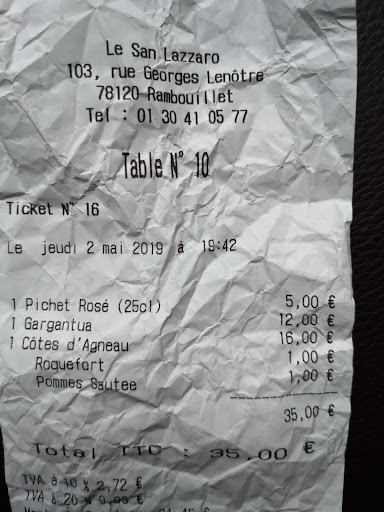 Le San Lazzaro
103, rue Georges Lenôtre
78120 Rambouillet
Tel : 01 30 41 05 77
Table N° 10
Ticket N° 16
Le jeudi 2 mai 2019 à 19:42
1 Pichet Rosé (25cl) 5,00 €
1 Gargantua 12,00 €
1 Côtes d'Agneau 16,00 €
Roquefort 1,00 €
Pommes Sautee 1,00 €
35,00 €
Total TTC : 35,00 €
TVA à 10 % 2,72 €
TVA à 20 %